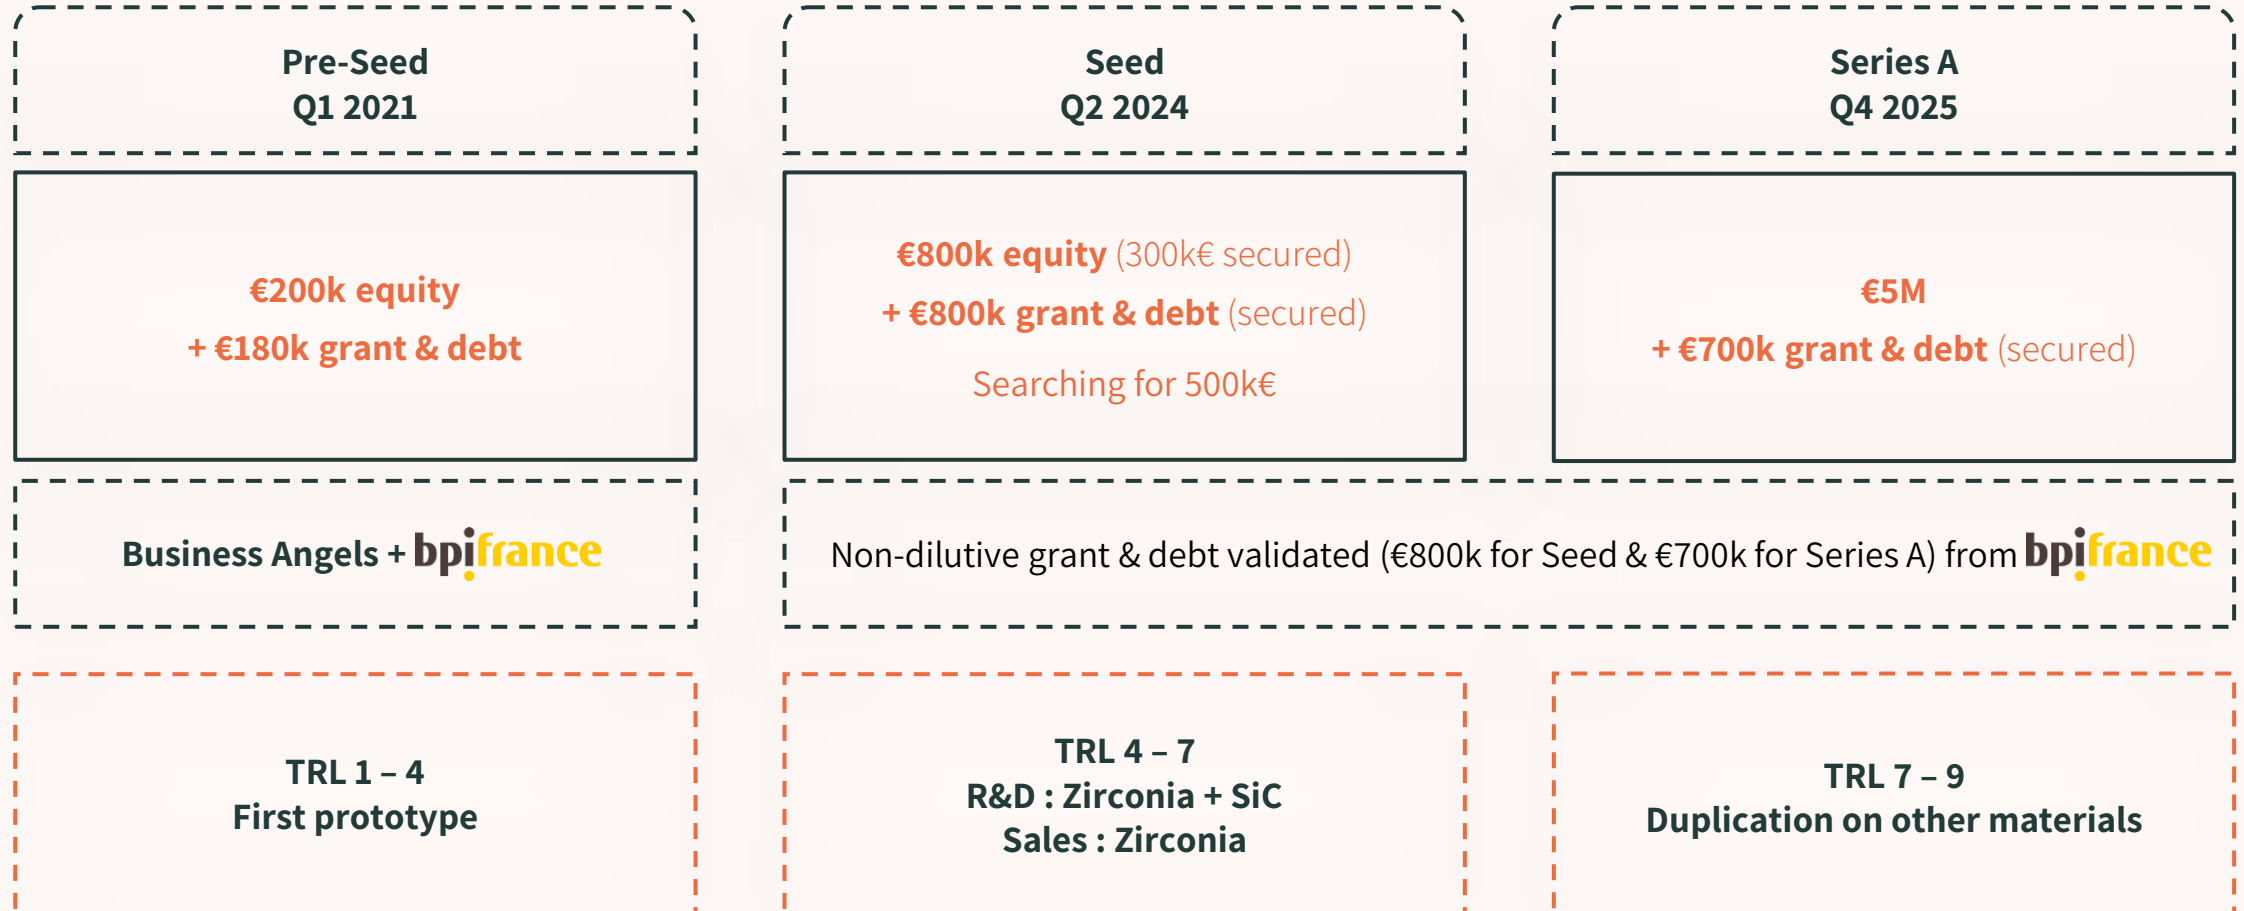 Pre-Seed
Q1 2021
Seed
Q2 2024
Series A
Q4 2025
€200k equity
+ €180k grant & debt
€800k equity (300k€ secured)
+ €800k grant & debt (secured)
Searching for 500k€
€5M
+ €700k grant & debt (secured)
Business Angels + bpifrance
Non-dilutive grant & debt validated (€800k for Seed & €700k for Series A) from bpifrance
TRL 1 – 4
First prototype
TRL 4 – 7
R&D : Zirconia + SiC
Sales : Zirconia
TRL 7 – 9
Duplication on other materials